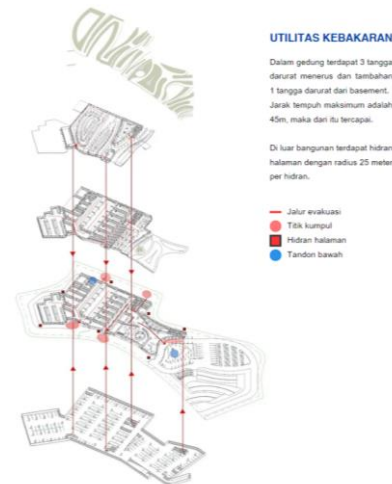 UTILITAS KEBAKARAN
Dalam gedung terdapat 3 tangga
darurat menerus dan tambahan
1 tangga darurat dari basement.
Jarak tempuh maksimum adalah
45m, maka dari itu tercapai.
Di luar bangunan terdapat hidran
halaman dengan radius 25 meter
per hidran.
Jalur evakuasi
Titik kumpul
Hidran halaman
Tandon bawah